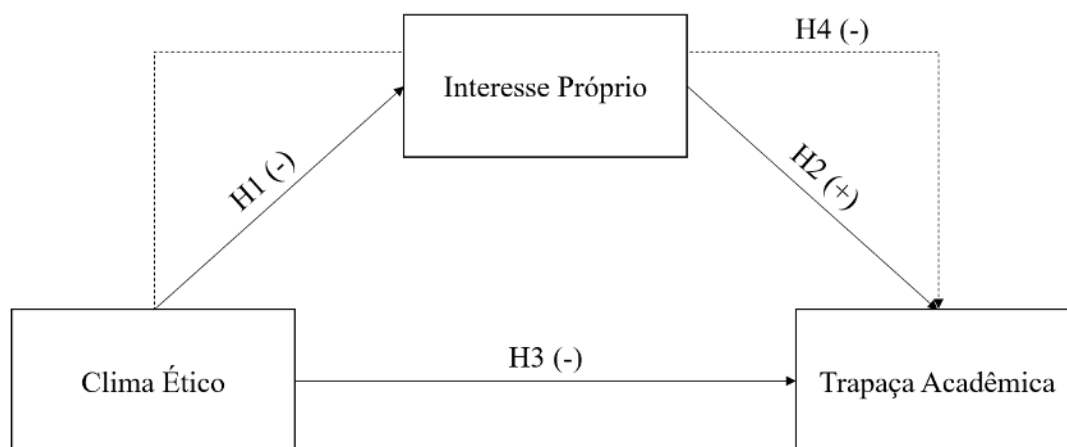 H4 (-)
Interesse Próprio
H1 (-)
H2 (+)
H3 (-)
Clima Ético
Trapaça Acadêmica